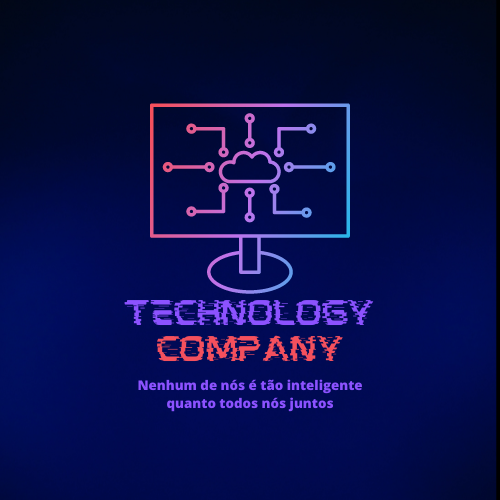 TECHNOLOGY
COMPANY
Nenhum de nós é tão inteligente
quanto todos nós juntos